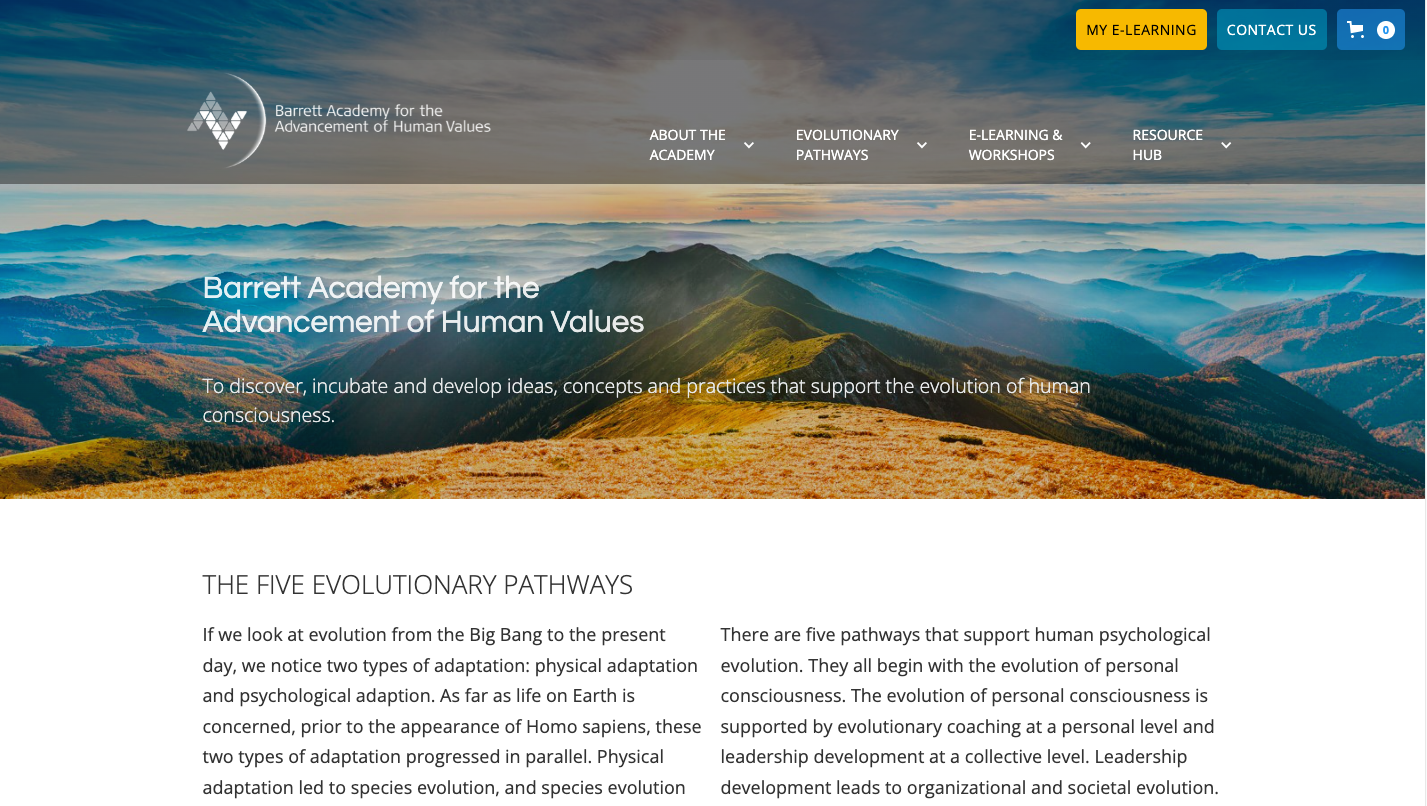 MY E-LEARNING
CONTACT US
0
Barrett Academy for the
Advancement of Human Values
ABOUT THE
ACADEMY
EVOLUTIONARY
PATHWAYS
E-LEARNING &
WORKSHOPS
RESOURCE
HUB
Barrett Academy for the
Advancement of Human Values
To discover, incubate and develop ideas, concepts and practices that support the evolution of human
consciousness.
THE FIVE EVOLUTIONARY PATHWAYS
If we look at evolution from the Big Bang to the present
day, we notice two types of adaptation: physical adaptation
and psychological adaption. As far as life on Earth is
concerned, prior to the appearance of Homo sapiens, these
two types of adaptation progressed in parallel. Physical
adaptation led to species evolution, and species evolution
There are five pathways that support human psychological
evolution. They all begin with the evolution of personal
consciousness. The evolution of personal consciousness is
supported by evolutionary coaching at a personal level and
leadership development at a collective level. Leadership
development leads to organizational and societal evolution.